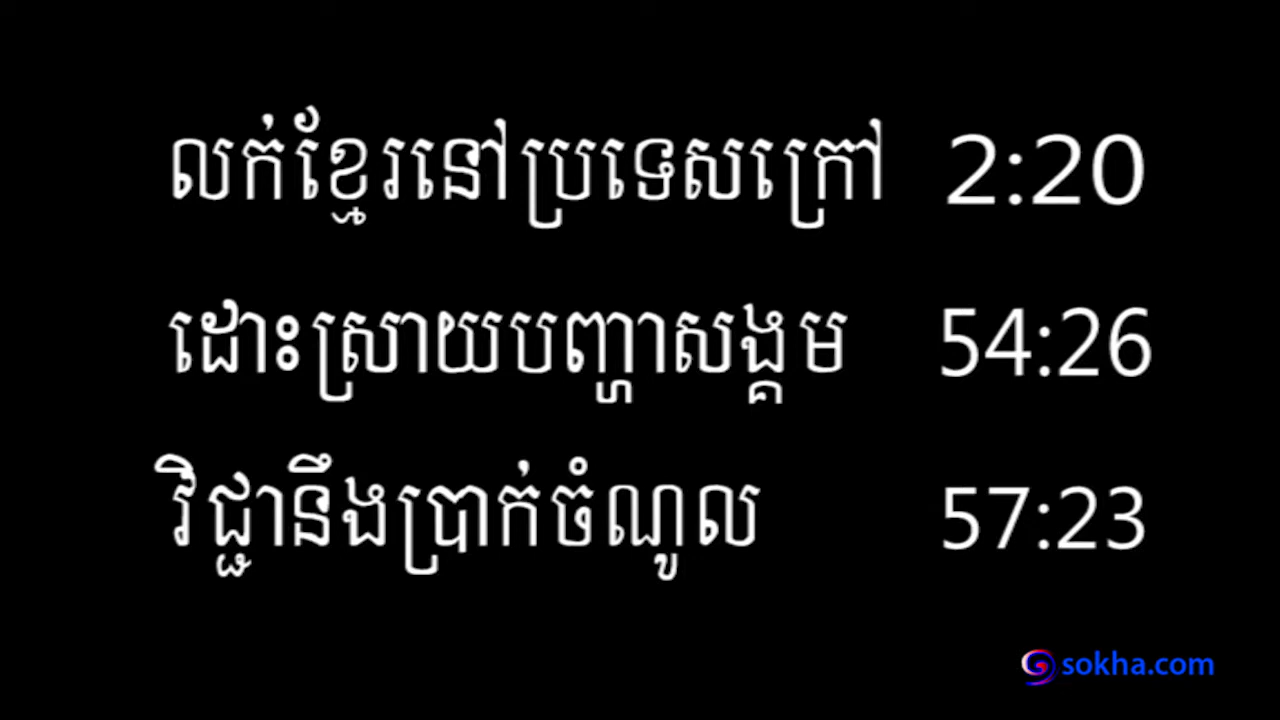 លក់ខ្មែរនៅប្រទេសក្រៅ 2:20
ដោះស្រាយបញ្ហាសង្គម 54:26
វិជ្ជានឹងប្រាក់ចំណូល 57:23
sokha.com